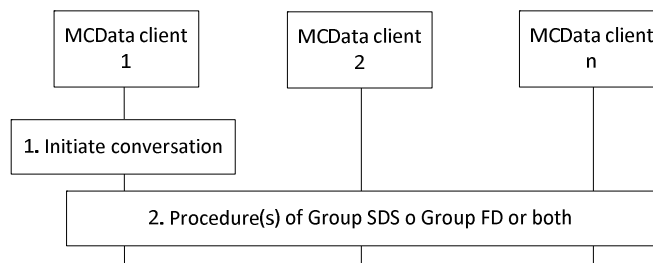 MCData client
1
MCData client
2
MCData client
n
1. Initiate conversation
2. Procedure(s) of Group SDS o Group FD or both